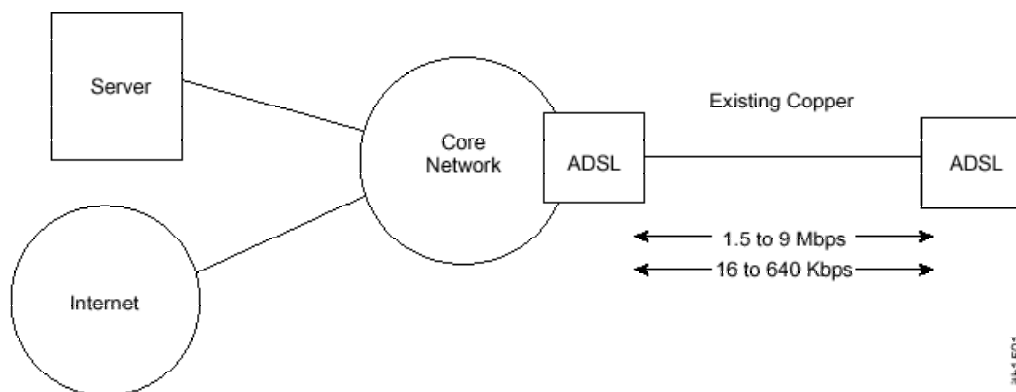 Server
Existing Copper
Core
Network
ADSL
ADSL
1.5 to 9 Mbps
16 to 640 Kbps
Internet